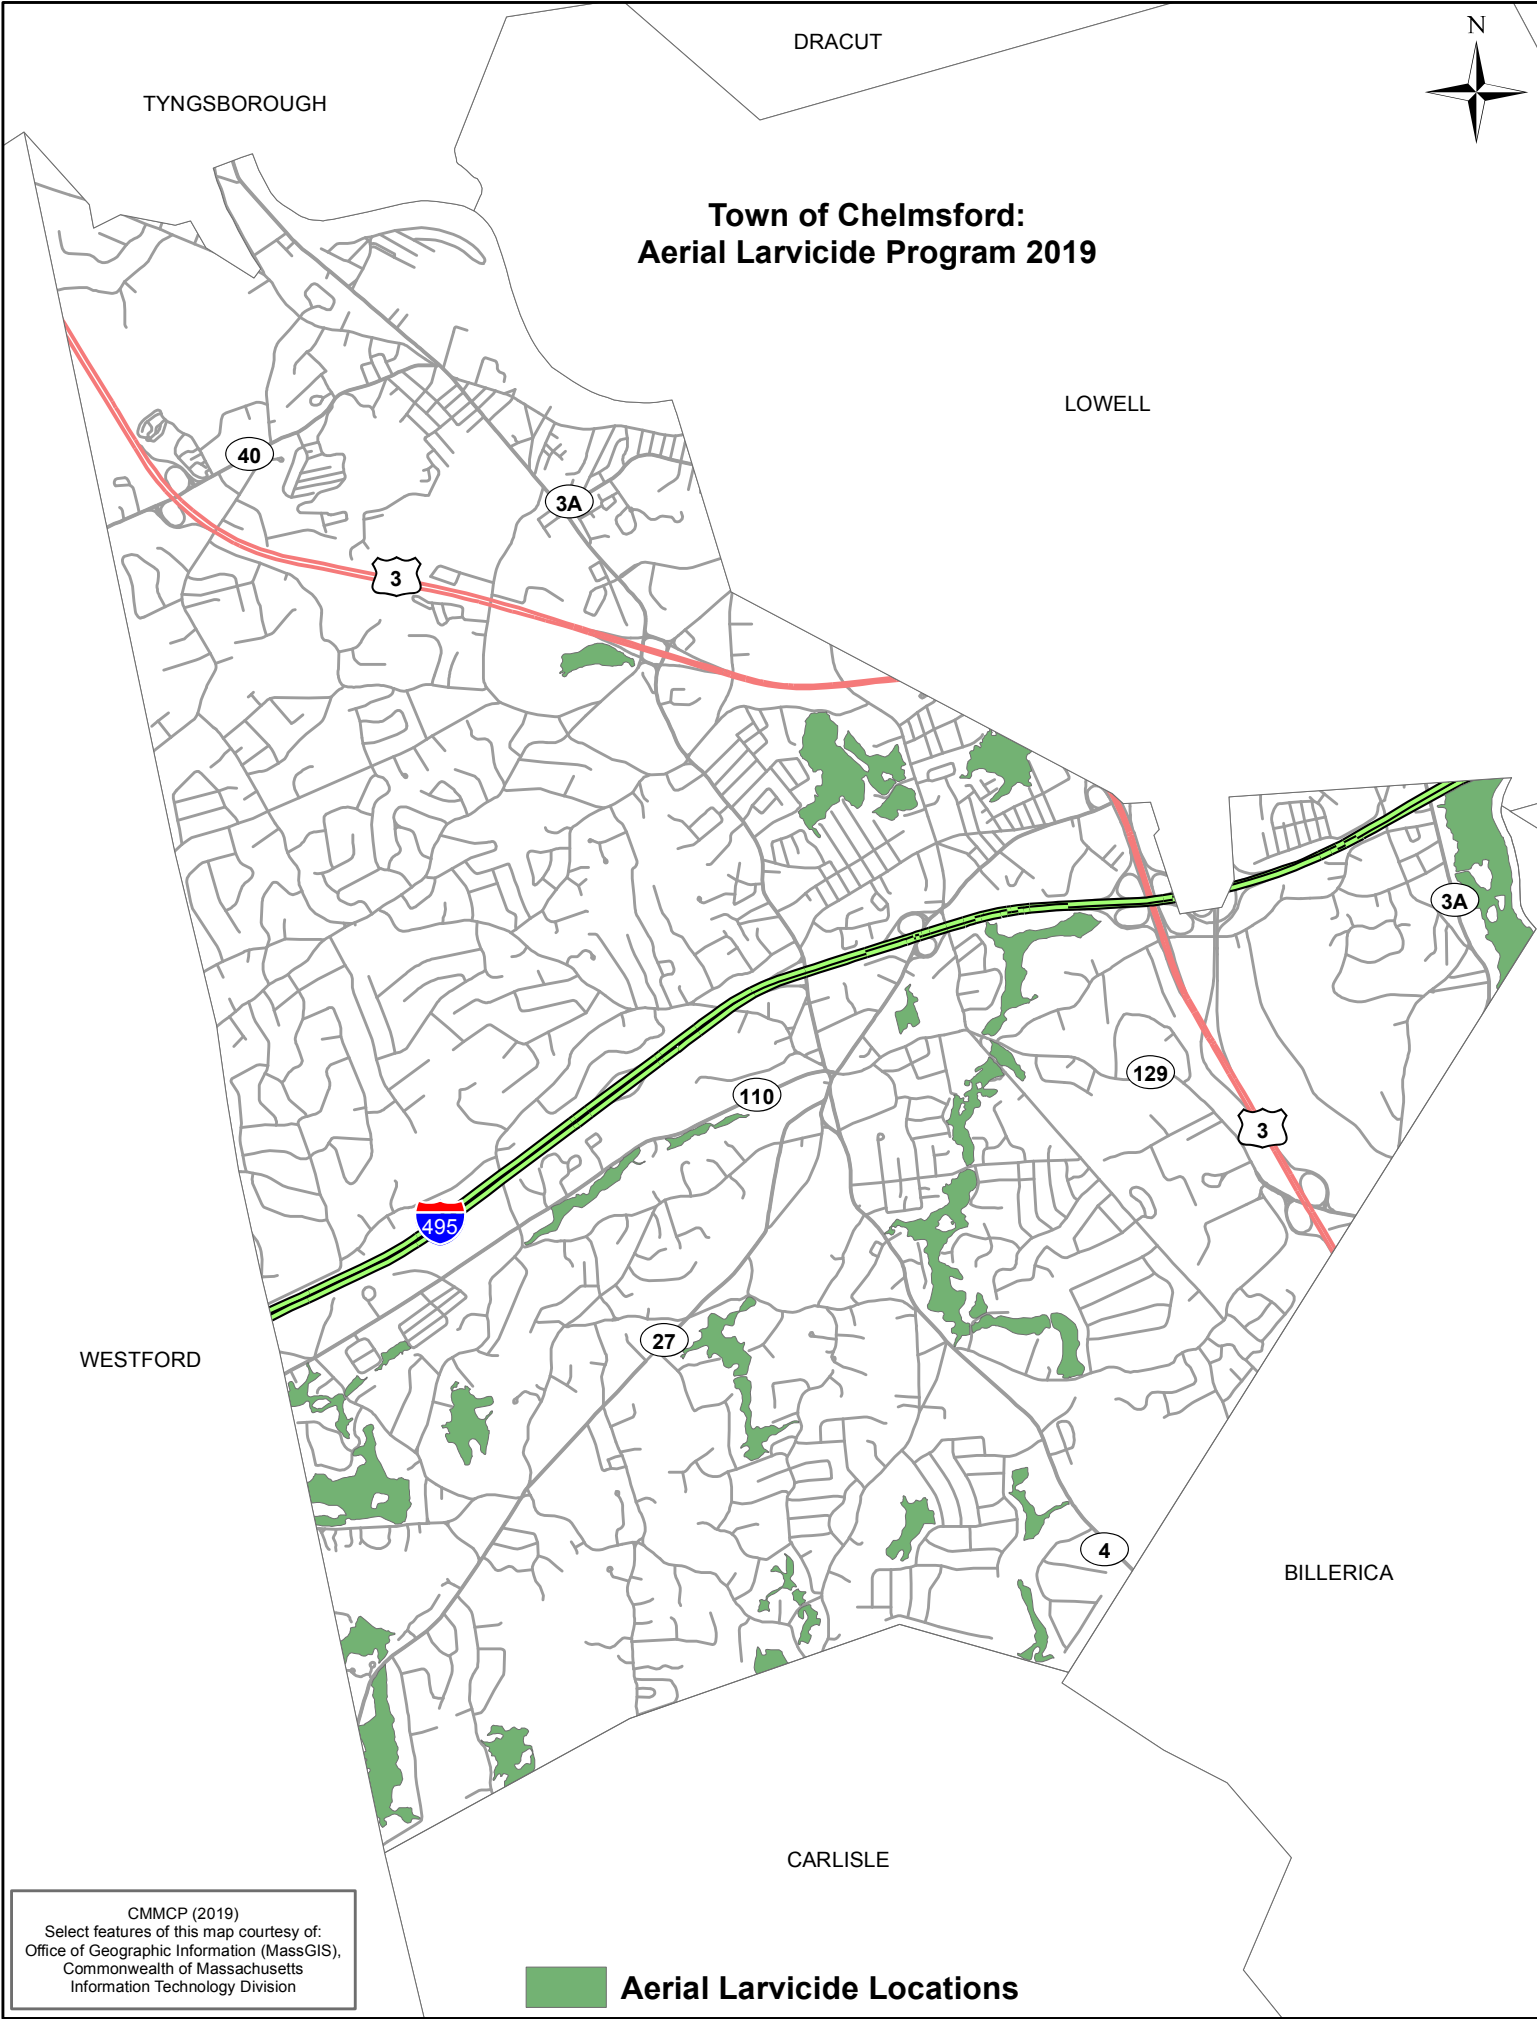 DRACUT
N
TYNGSBOROUGH
Town of Chelmsford:
Aerial Larvicide Program 2019
LOWELL
40
3A
3
3A
129
110
3
495
27
WESTFORD
4
BILLERICA
CARLISLE
CMMCP (2019)
Select features of this map courtesy of:
Office of Geographic Information (MassGIS),
Commonwealth of Massachusetts
Information Technology Division
Aerial Larvicide Locations